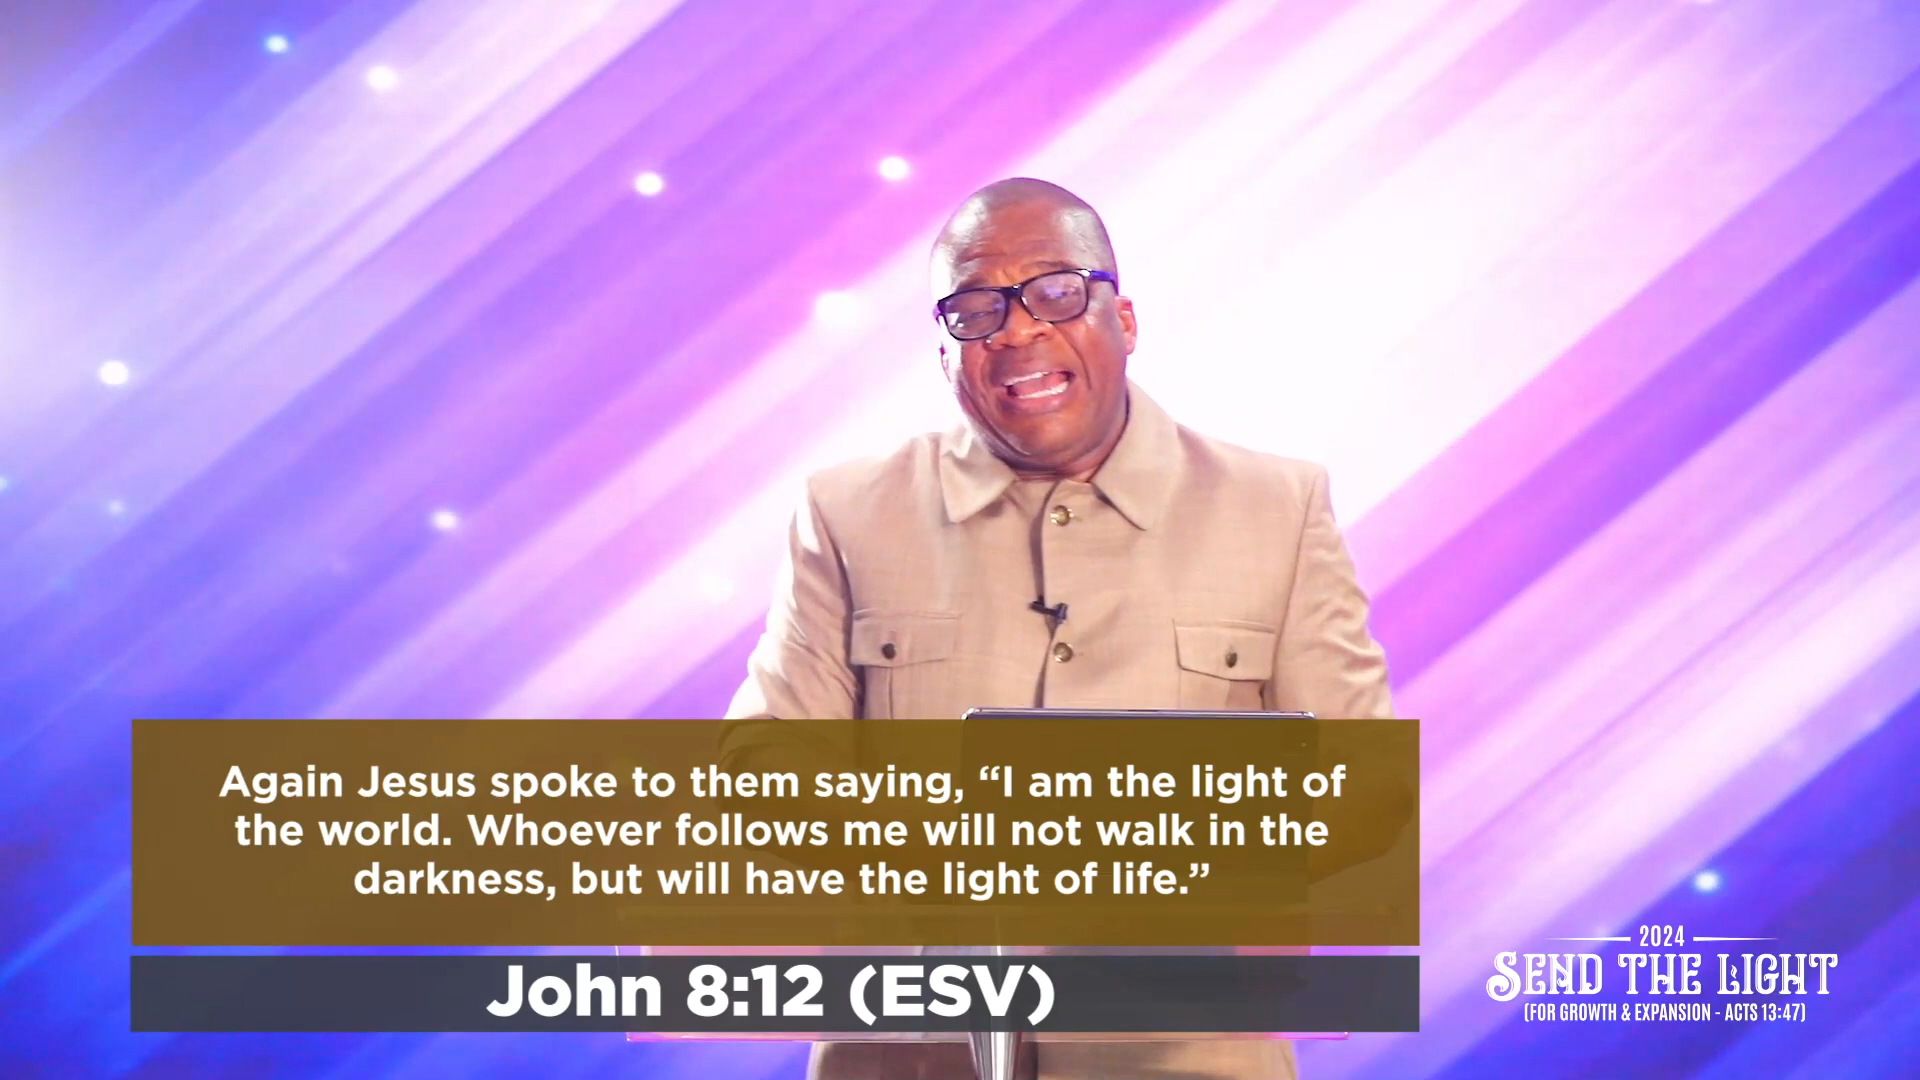 Again Jesus spoke to them saying, “I am the light of
the world. Whoever follows me will not walk in the
darkness, but will have the light of life.”
John 8:12 (ESV)
2024
SEND THE LIGHT
(FOR GROWTH & EXPANSION - ACTS 13:47)